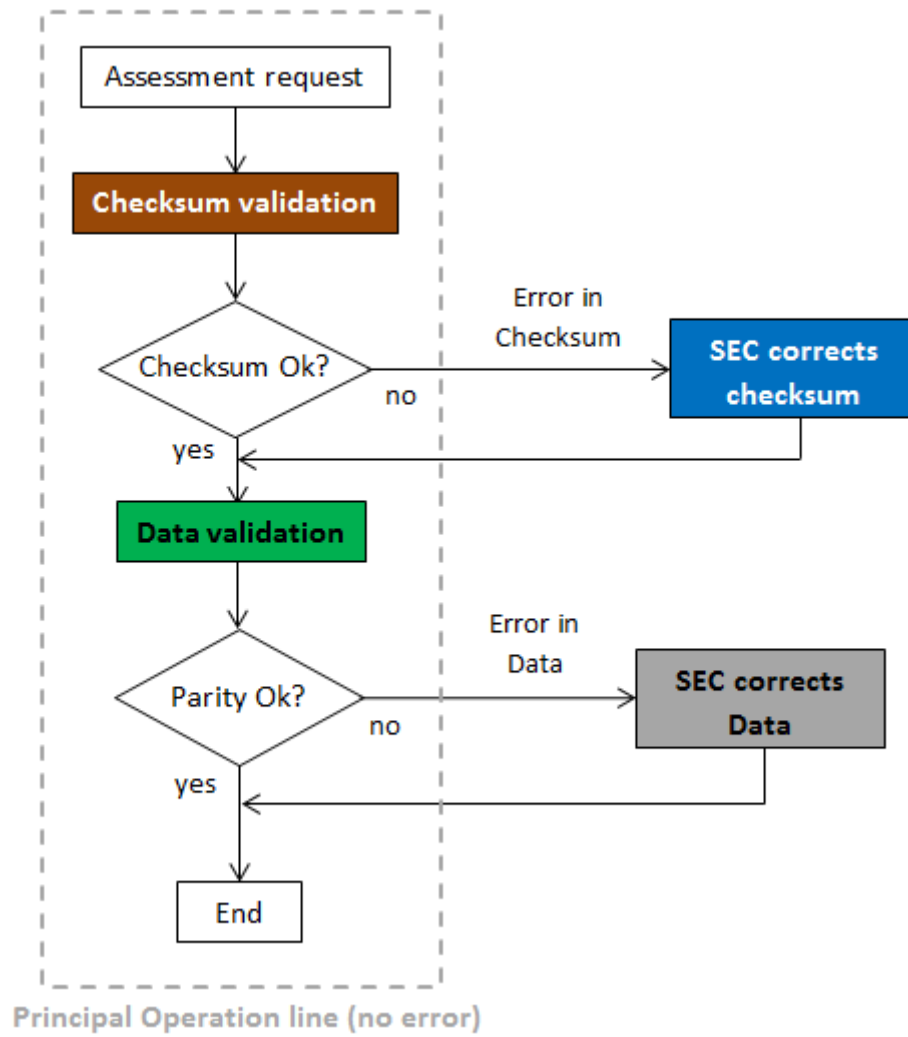 Assessment request
Checksum validation
Error in
Checksum
Checksum Ok?
no
SEC corrects
checksum
yes
Data validation
Error in
Data
Parity Ok?
no
SEC corrects
Data
yes
End
Principal Operation line (no error)